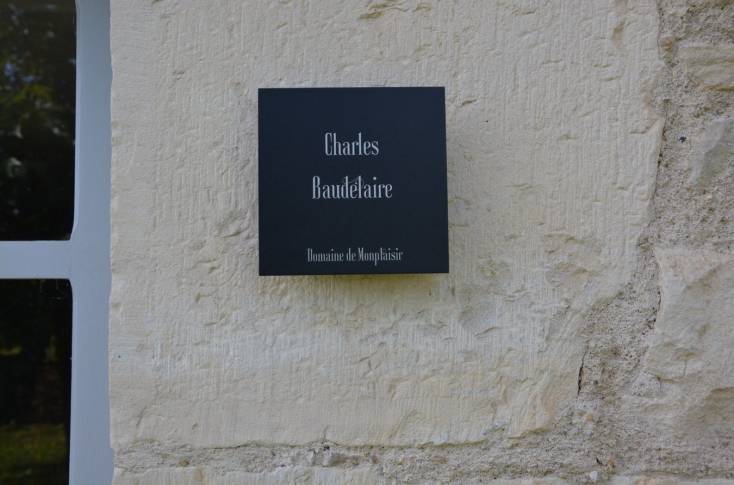 Charles
Baudelaire
Domaine de Monplaisir